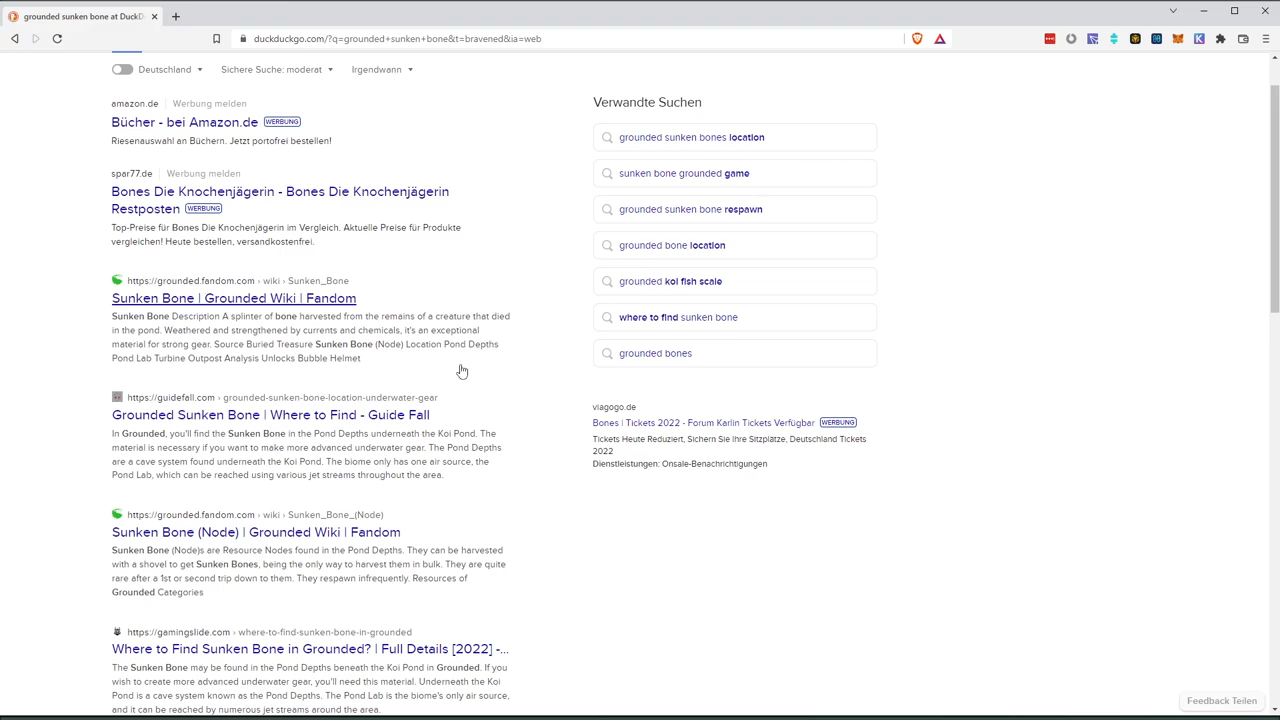 grounded sunken bone at DuckD
duckduckgo.com/?q=grounded+sunken+bone&t=bravened&ia=web
Deutschland
Sichere Suche: moderat
Irgendwann
amazon.de
Werbung melden
Bücher - bei Amazon.de WERBUNG
Riesenauswahl an Büchern. Jetzt portofrei bestellen!
spar77.de
Werbung melden
Bones Die Knochenjägerin - Bones Die Knochenjägerin
Restposten WERBUNG
Top-Preise für Bones Die Knochenjägerin im Vergleich. Aktuelle Preise für Produkte
vergleichen! Heute bestellen, versandkostenfrei.
https://grounded.fandom.com › wiki › Sunken_Bone
Sunken Bone | Grounded Wiki | Fandom
Sunken Bone Description A splinter of bone harvested from the remains of a creature that died
in the pond. Weathered and strengthened by currents and chemicals, it's an exceptional
material for strong gear. Source Buried Treasure Sunken Bone (Node) Location Pond Depths
Pond Lab Turbine Outpost Analysis Unlocks Bubble Helmet
https://guidefall.com › grounded-sunken-bone-location-underwater-gear
Grounded Sunken Bone | Where to Find - Guide Fall
In Grounded, you'll find the Sunken Bone in the Pond Depths underneath the Koi Pond. The
material is necessary if you want to make more advanced underwater gear. The Pond Depths
are a cave system found underneath the Koi Pond. The biome only has one air source, the
Pond Lab, which can be reached using various jet streams throughout the area.
https://grounded.fandom.com › wiki › Sunken_Bone_(Node)
Sunken Bone (Node) | Grounded Wiki | Fandom
Sunken Bone (Node)s are Resource Nodes found in the Pond Depths. They can be harvested
with a shovel to get Sunken Bones, being the only way to harvest them in bulk. They are quite
rare after a 1st or second trip down to them. They respawn infrequently. Resources of
Grounded Categories
https://gamingslide.com › where-to-find-sunken-bone-in-grounded
Where to Find Sunken Bone in Grounded? | Full Details [2022] -...
The Sunken Bone may be found in the Pond Depths beneath the Koi Pond in Grounded. If you
wish to create more advanced underwater gear, you'll need this material. Underneath the Koi
Pond is a cave system known as the Pond Depths. The Pond Lab is the biome's only air source,
and it can be reached by numerous jet streams around the area.
Verwandte Suchen
grounded sunken bones location
sunken bone grounded game
grounded sunken bone respawn
grounded bone location
grounded koi fish scale
where to find sunken bone
grounded bones
viagogo.de
Bones | Tickets 2022 - Forum Karlin Tickets Verfügbar WERBUNG
Tickets Heute Reduziert, Sichern Sie Ihre Sitzplätze, Deutschland Tickets
2022
Dienstleistungen: Onsale-Benachrichtigungen
Feedback Teilen